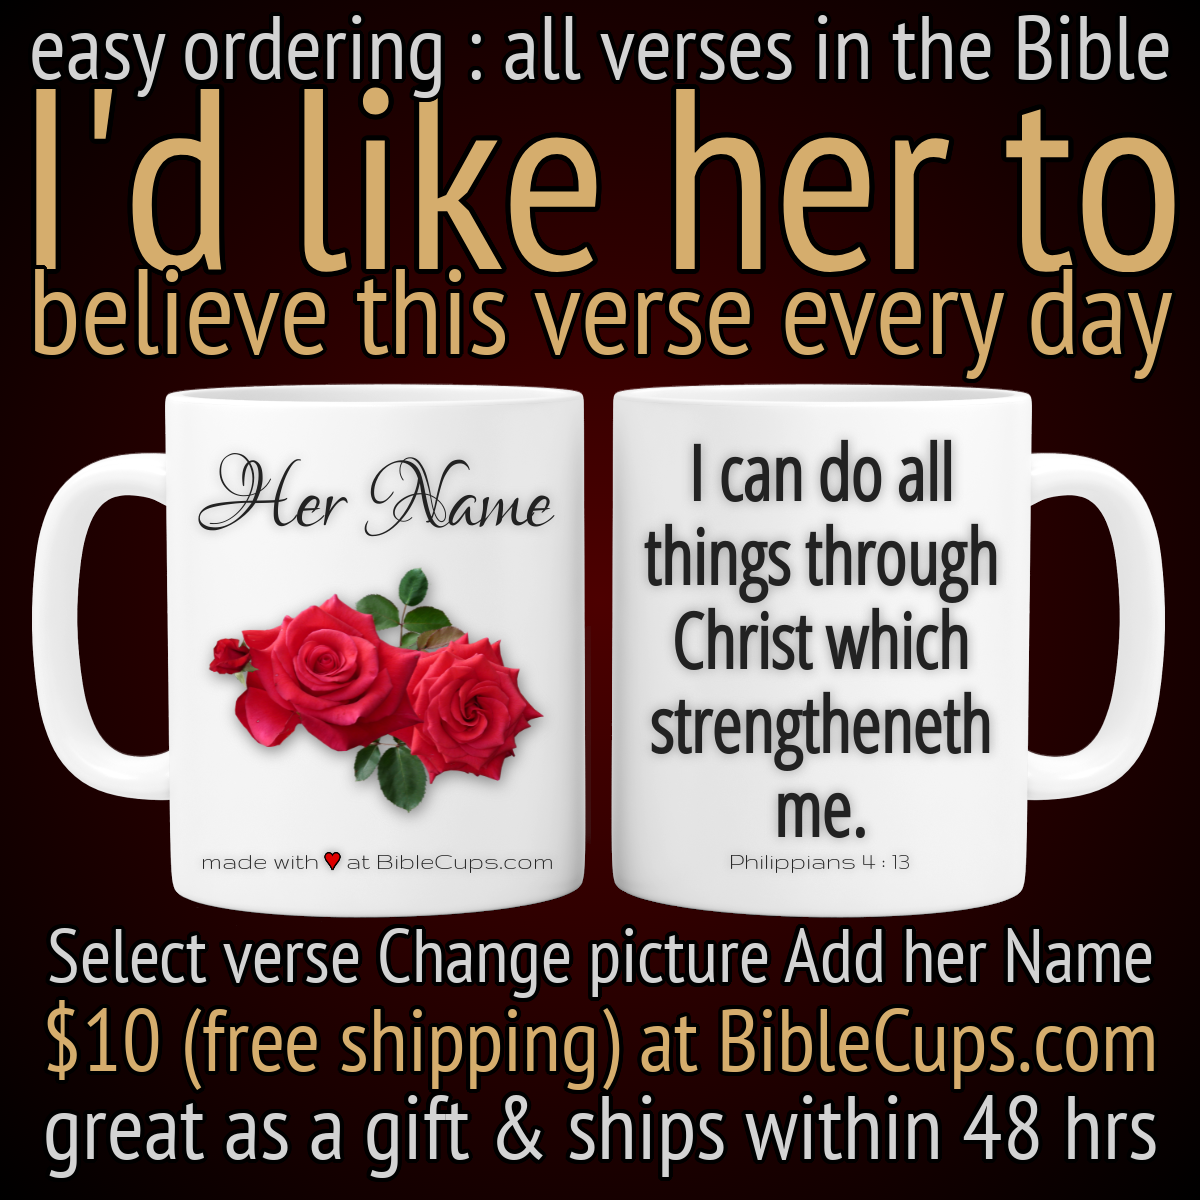 easy ordering : all verses in the Bible
I'd like her to
believe this verse every day
Her Name
made with ♥ at BibleCups.com
I can do all
things through
Christ which
strengtheneth
me.
Philippians 4 : 13
Select verse Change picture Add her Name
$10 (free shipping) at BibleCups.com
great as a gift & ships within 48 hrs